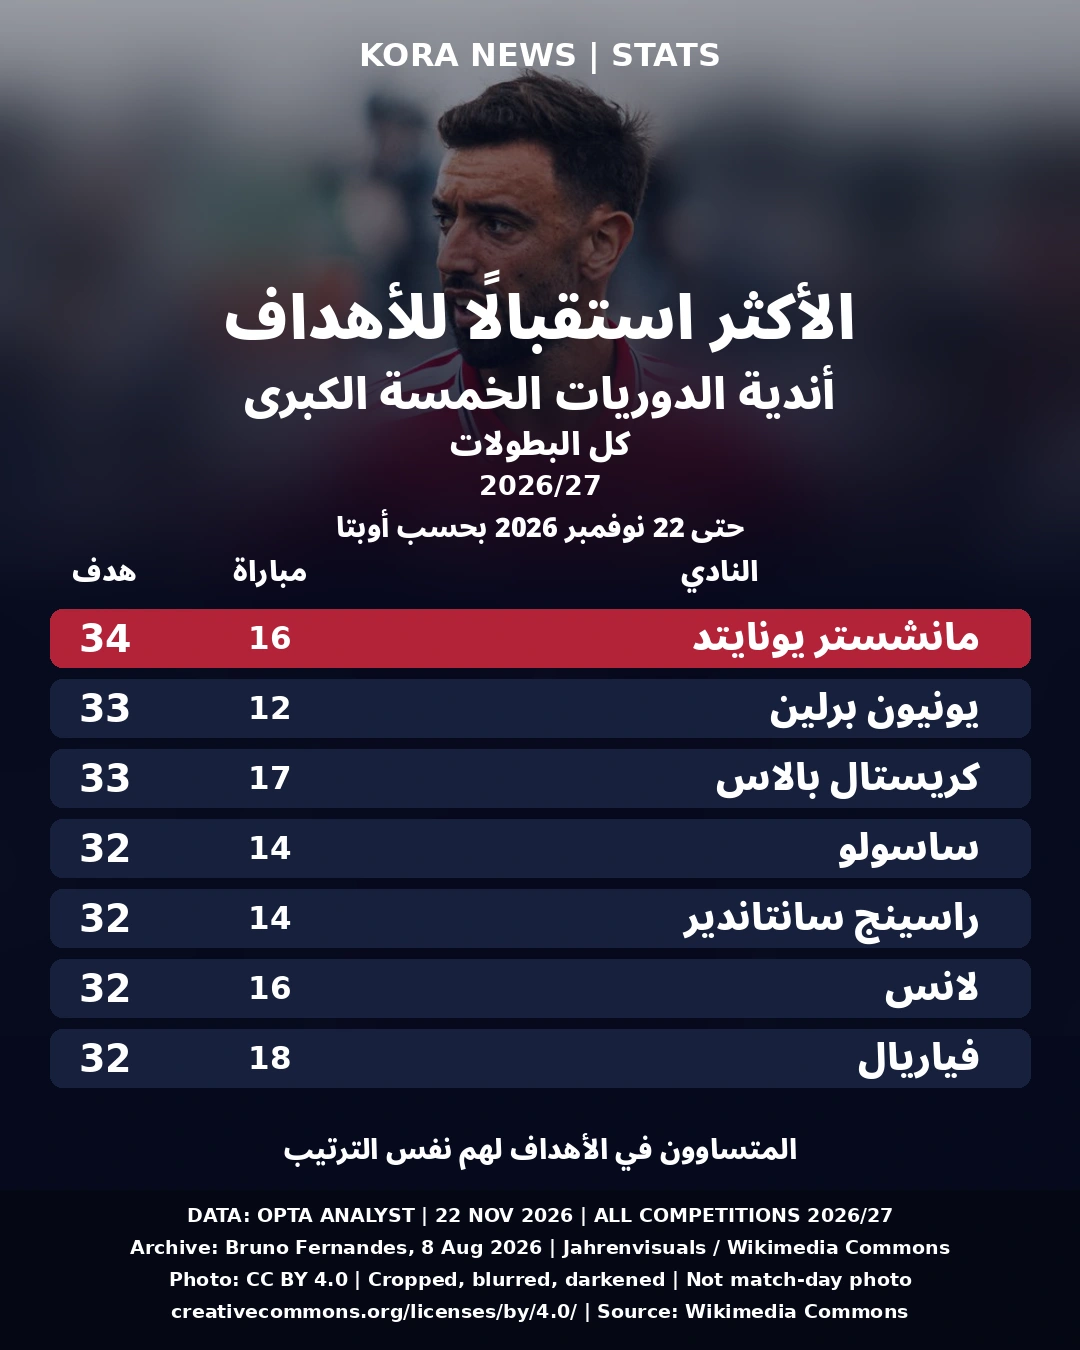 KORA NEWS | STATS
الأكثر استقبالًا للأهداف
أندية الدوريات الخمسة الكبرى
كل البطولات
2026/27
حتى 22 نوفمبر 2026 بحسب أوبتا
النادي مباراة هدف
مانشستر يونايتد 16 34
يونيون برلين 12 33
كريستال بالاس 17 33
ساسولو 14 32
راسينج سانتاندير 14 32
لانس 16 32
فياريال 18 32
المتساوون في الأهداف لهم نفس الترتيب
DATA: OPTA ANALYST | 22 NOV 2026 | ALL COMPETITIONS 2026/27
Archive: Bruno Fernandes, 8 Aug 2026 | Jahrenvisuals / Wikimedia Commons
Photo: CC BY 4.0 | Cropped, blurred, darkened | Not match-day photo
creativecommons.org/licenses/by/4.0/ | Source: Wikimedia Commons